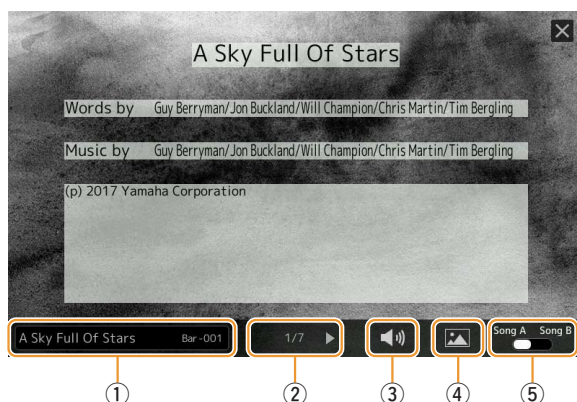 A Sky Full Of Stars
Words by Guy Berryman/Jon Buckland/Will Champion/Chris Martin/Tim Bergling
Music by Guy Berryman/Jon Buckland/Will Champion/Chris Martin/Tim Bergling
(p) 2017 Yamaha Corporation
A Sky Full Of Stars Bar-001 1/7 Song A Song B
① ② ③ ④ ⑤